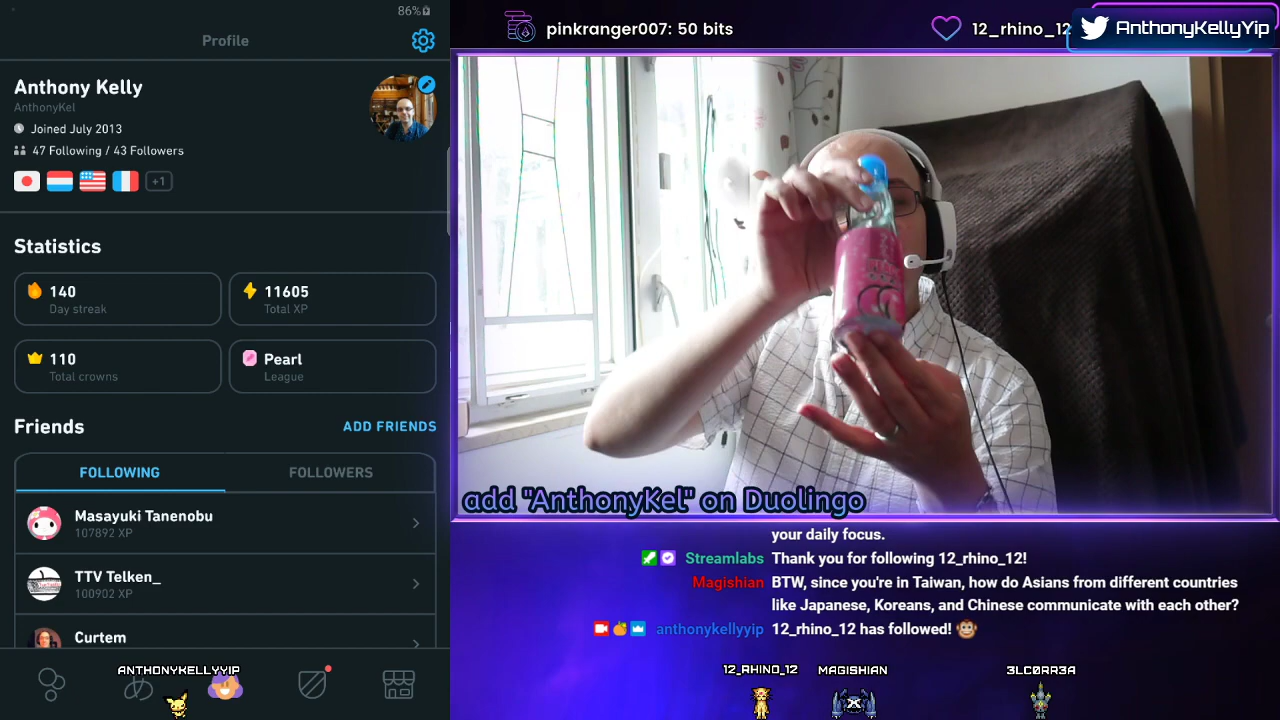 86%
Profile
Anthony Kelly
AnthonyKel
Joined July 2013
47 Following / 43 Followers
+1
Statistics
140
Day streak
11605
Total XP
110
Total crowns
Pearl
League
Friends
ADD FRIENDS
FOLLOWING
FOLLOWERS
Masayuki Tanenobu
107892 XP
TTV Telken_
100902 XP
Curtem
ANTHONYKELLYYIP
pinkranger007: 50 bits
12_rhino_12
AnthonyKellyYip
add "AnthonyKel" on Duolingo
your daily focus.
Streamlabs Thank you for following 12_rhino_12!
Magishian BTW, since you're in Taiwan, how do Asians from different countries
like Japanese, Koreans, and Chinese communicate with each other?
anthonykellyyip 12_rhino_12 has followed!
12_RHINO_12
MAGISHIAN
3LC0RR3A